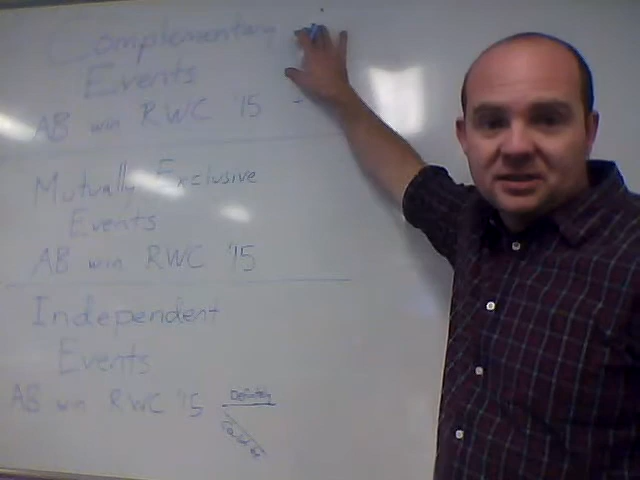 Complementary
Events
AB win RWC '15 -
Mutually Exclusive
Events
AB win RWC '15
Independent
Events
AB win RWC '15 Definitely